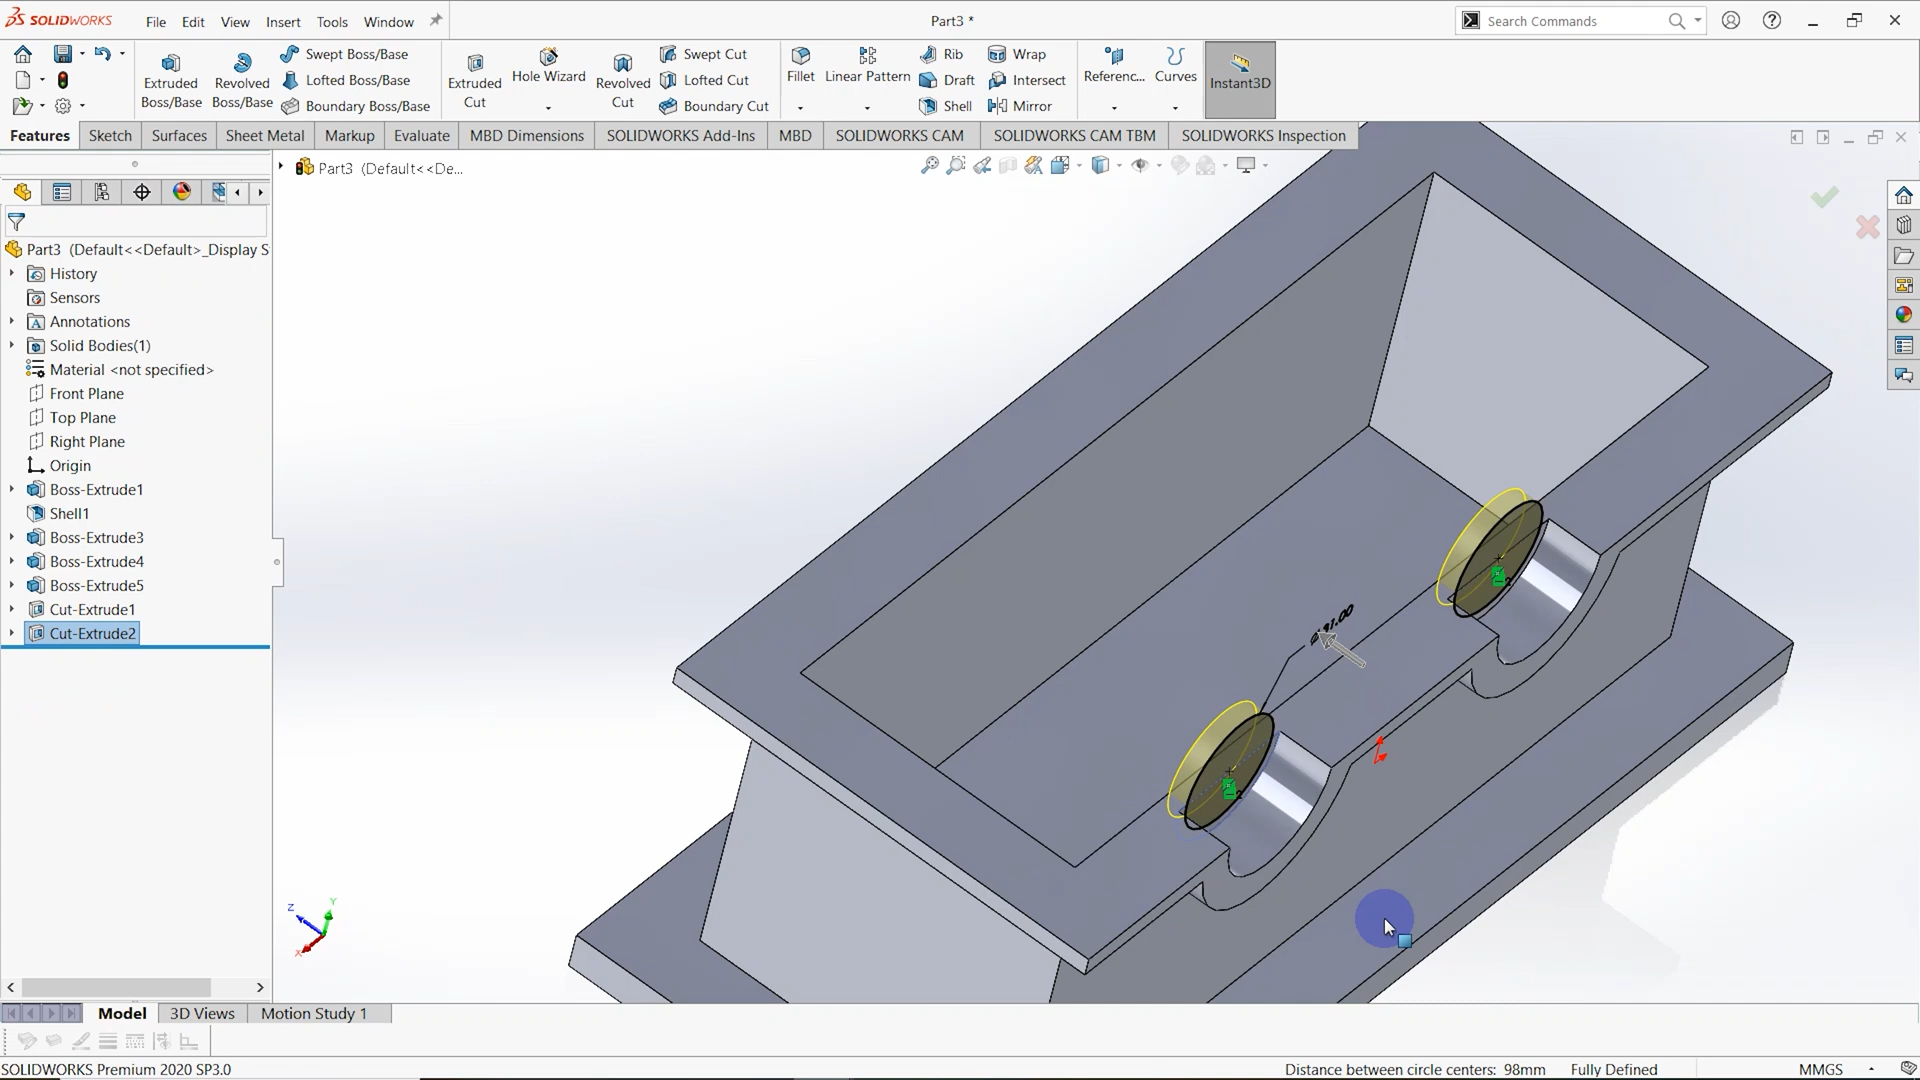 SOLIDWORKS File Edit View Insert Tools Window Part3 * Search Commands
Extruded Boss/Base
Revolved Boss/Base
Swept Boss/Base
Lofted Boss/Base
Boundary Boss/Base
Extruded Cut
Hole Wizard
Revolved Cut
Swept Cut
Lofted Cut
Boundary Cut
Fillet
Linear Pattern
Rib
Draft
Shell
Wrap
Intersect
Mirror
Referenc...
Curves
Instant3D
Features Sketch Surfaces Sheet Metal Markup Evaluate MBD Dimensions SOLIDWORKS Add-Ins MBD SOLIDWORKS CAM SOLIDWORKS CAM TBM SOLIDWORKS Inspection
Part3 (Default<<De...
Part3 (Default<<Default>_Display S
History
Sensors
Annotations
Solid Bodies(1)
Material <not specified>
Front Plane
Top Plane
Right Plane
Origin
Boss-Extrude1
Shell1
Boss-Extrude3
Boss-Extrude4
Boss-Extrude5
Cut-Extrude1
Cut-Extrude2
Z
Y
X
Model 3D Views Motion Study 1
SOLIDWORKS Premium 2020 SP3.0 Distance between circle centers: 98mm Fully Defined MMGS